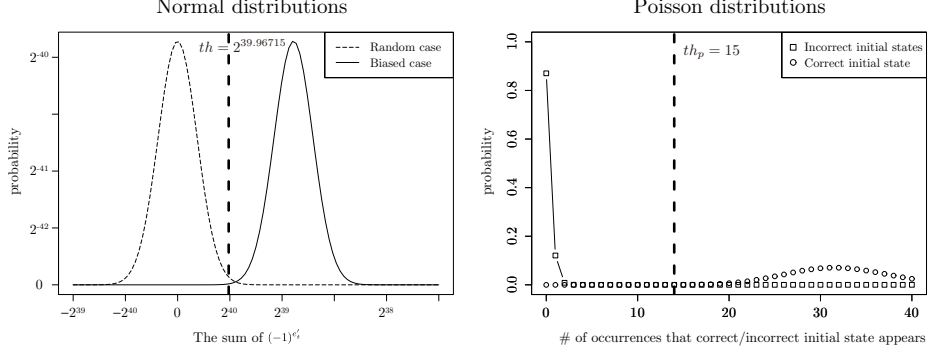 Normal distributions
th = 2^39.96715
Random case
Biased case
probability
2^-40
2^-41
2^-42
0
−2^39
−2^40
0
2^40
2^39
2^38
The sum of (−1)^{e′_t}
Poisson distributions
th_p = 15
Incorrect initial states
Correct initial state
probability
1.0
0.8
0.6
0.4
0.2
0.0
0
10
20
30
40
# of occurrences that correct/incorrect initial state appears